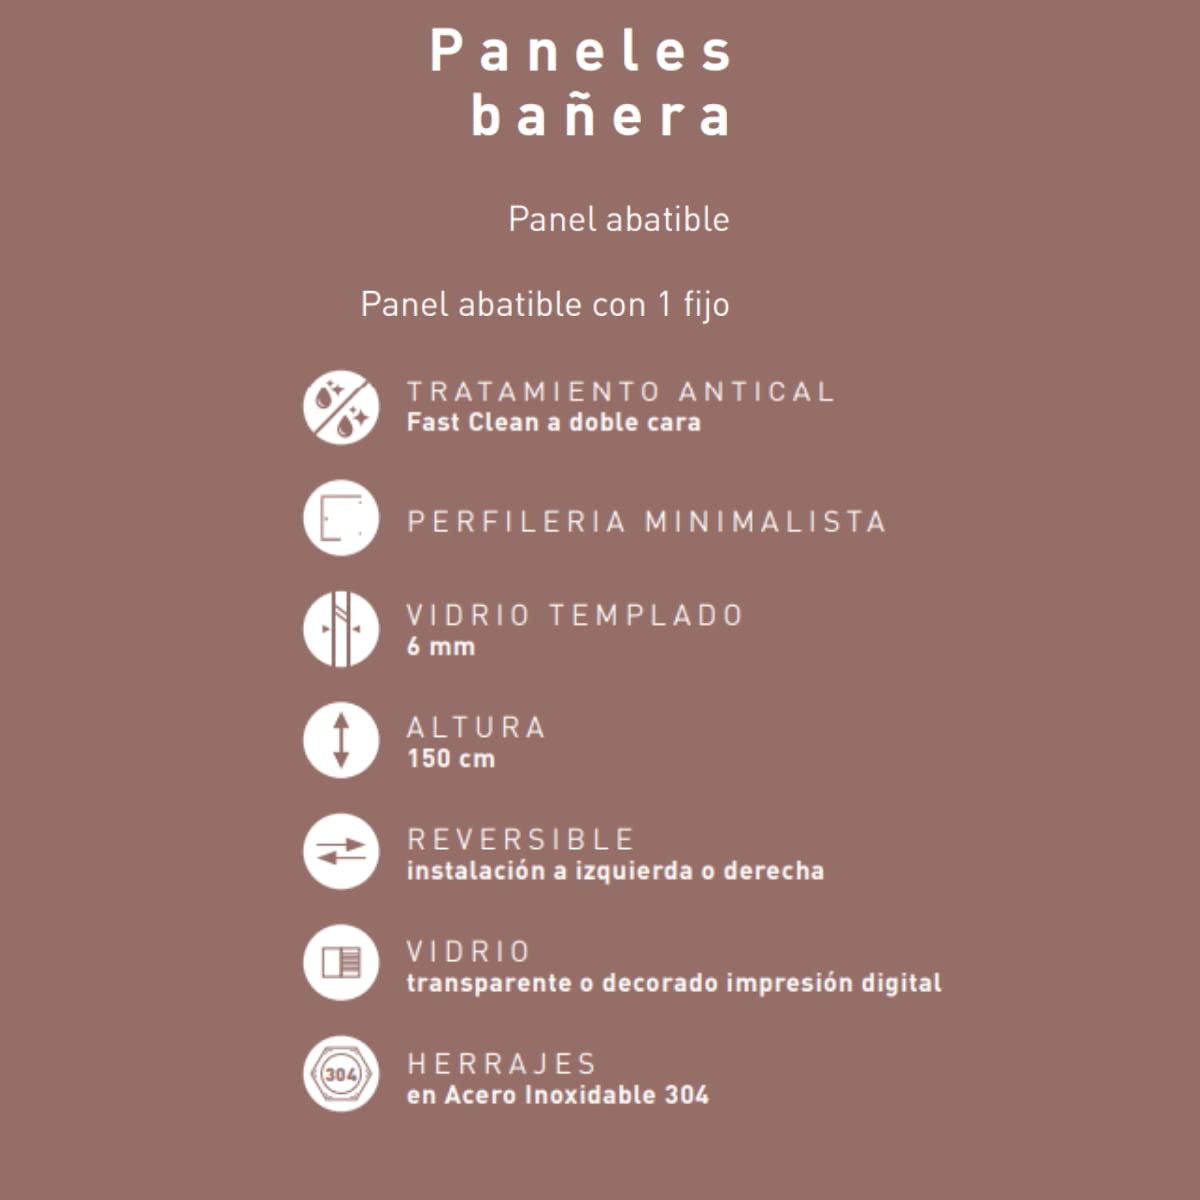 Paneles
bañera
Panel abatible
Panel abatible con 1 fijo
TRATAMIENTO ANTICAL
Fast Clean a doble cara
PERFILERIA MINIMALISTA
VIDRIO TEMPLADO
6 mm
ALTURA
150 cm
REVERSIBLE
instalación a izquierda o derecha
VIDRIO
transparente o decorado impresión digital
304
HERRAJES
en Acero Inoxidable 304